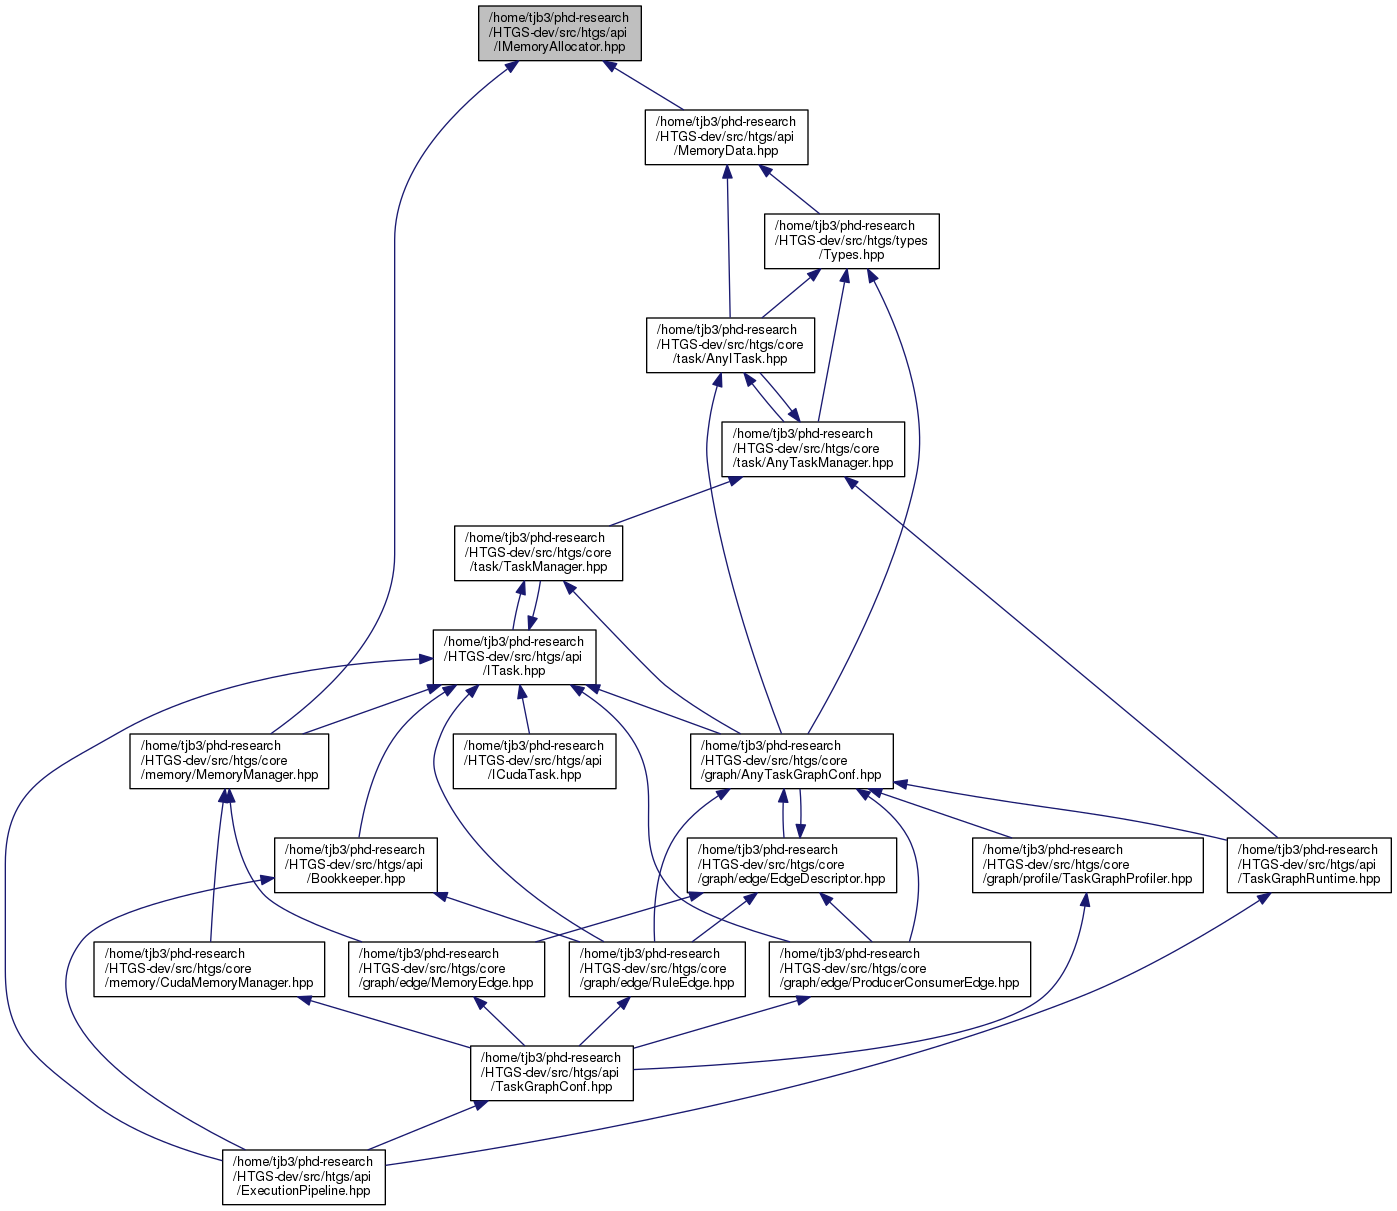 /home/tjb3/phd-research
/HTGS-dev/src/htgs/api
/IMemoryAllocator.hpp
/home/tjb3/phd-research
/HTGS-dev/src/htgs/api
/MemoryData.hpp
/home/tjb3/phd-research
/HTGS-dev/src/htgs/types
/Types.hpp
/home/tjb3/phd-research
/HTGS-dev/src/htgs/core
/task/AnyITask.hpp
/home/tjb3/phd-research
/HTGS-dev/src/htgs/core
/task/AnyTaskManager.hpp
/home/tjb3/phd-research
/HTGS-dev/src/htgs/core
/task/TaskManager.hpp
/home/tjb3/phd-research
/HTGS-dev/src/htgs/api
/ITask.hpp
/home/tjb3/phd-research
/HTGS-dev/src/htgs/core
/memory/MemoryManager.hpp
/home/tjb3/phd-research
/HTGS-dev/src/htgs/api
/ICudaTask.hpp
/home/tjb3/phd-research
/HTGS-dev/src/htgs/core
/graph/AnyTaskGraphConf.hpp
/home/tjb3/phd-research
/HTGS-dev/src/htgs/api
/Bookkeeper.hpp
/home/tjb3/phd-research
/HTGS-dev/src/htgs/core
/graph/edge/EdgeDescriptor.hpp
/home/tjb3/phd-research
/HTGS-dev/src/htgs/core
/graph/profile/TaskGraphProfiler.hpp
/home/tjb3/phd-research
/HTGS-dev/src/htgs/api
/TaskGraphRuntime.hpp
/home/tjb3/phd-research
/HTGS-dev/src/htgs/core
/memory/CudaMemoryManager.hpp
/home/tjb3/phd-research
/HTGS-dev/src/htgs/core
/graph/edge/MemoryEdge.hpp
/home/tjb3/phd-research
/HTGS-dev/src/htgs/core
/graph/edge/RuleEdge.hpp
/home/tjb3/phd-research
/HTGS-dev/src/htgs/core
/graph/edge/ProducerConsumerEdge.hpp
/home/tjb3/phd-research
/HTGS-dev/src/htgs/api
/TaskGraphConf.hpp
/home/tjb3/phd-research
/HTGS-dev/src/htgs/api
/ExecutionPipeline.hpp